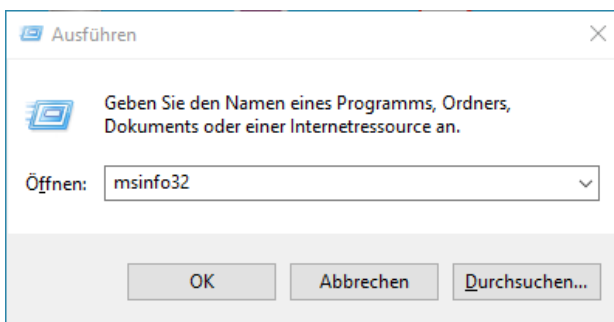 Ausführen
Geben Sie den Namen eines Programms, Ordners,
Dokuments oder einer Internetressource an.
Öffnen:
msinfo32
OK
Abbrechen
Durchsuchen...